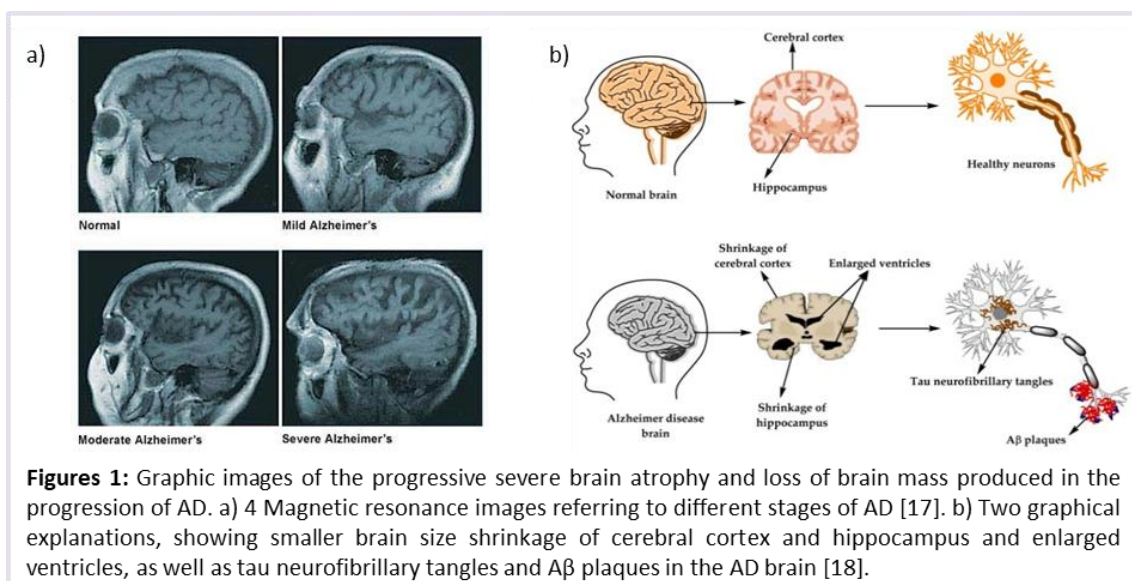 a)
Normal
Mild Alzheimer's
Moderate Alzheimer's
Severe Alzheimer's
b)
Cerebral cortex
Normal brain
Hippocampus
Healthy neurons
Shrinkage of
cerebral cortex
Enlarged ventricles
Alzheimer disease
brain
Shrinkage of
hippocampus
Tau neurofibrillary tangles
Aβ plaques
Figures 1: Graphic images of the progressive severe brain atrophy and loss of brain mass produced in the
progression of AD. a) 4 Magnetic resonance images referring to different stages of AD [17]. b) Two graphical
explanations, showing smaller brain size shrinkage of cerebral cortex and hippocampus and enlarged
ventricles, as well as tau neurofibrillary tangles and Aβ plaques in the AD brain [18].